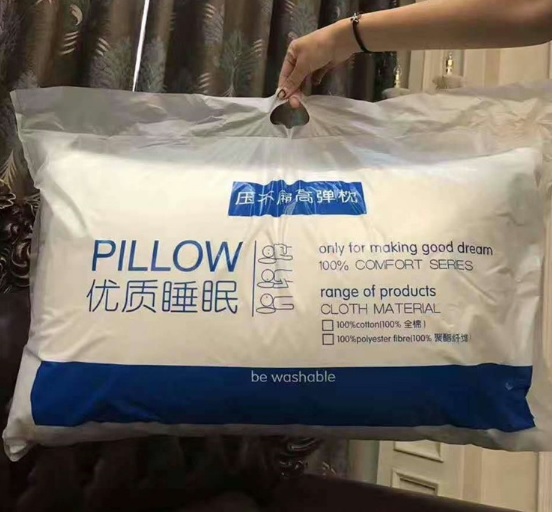 压不扁高弹枕
PILLOW
优质睡眠
only for making good dream
100% COMFORT SERIES
range of products
CLOTH MATERIAL
100%cotton(100% 全棉)
100%polyester fibre(100% 聚酯纤维)
be washable